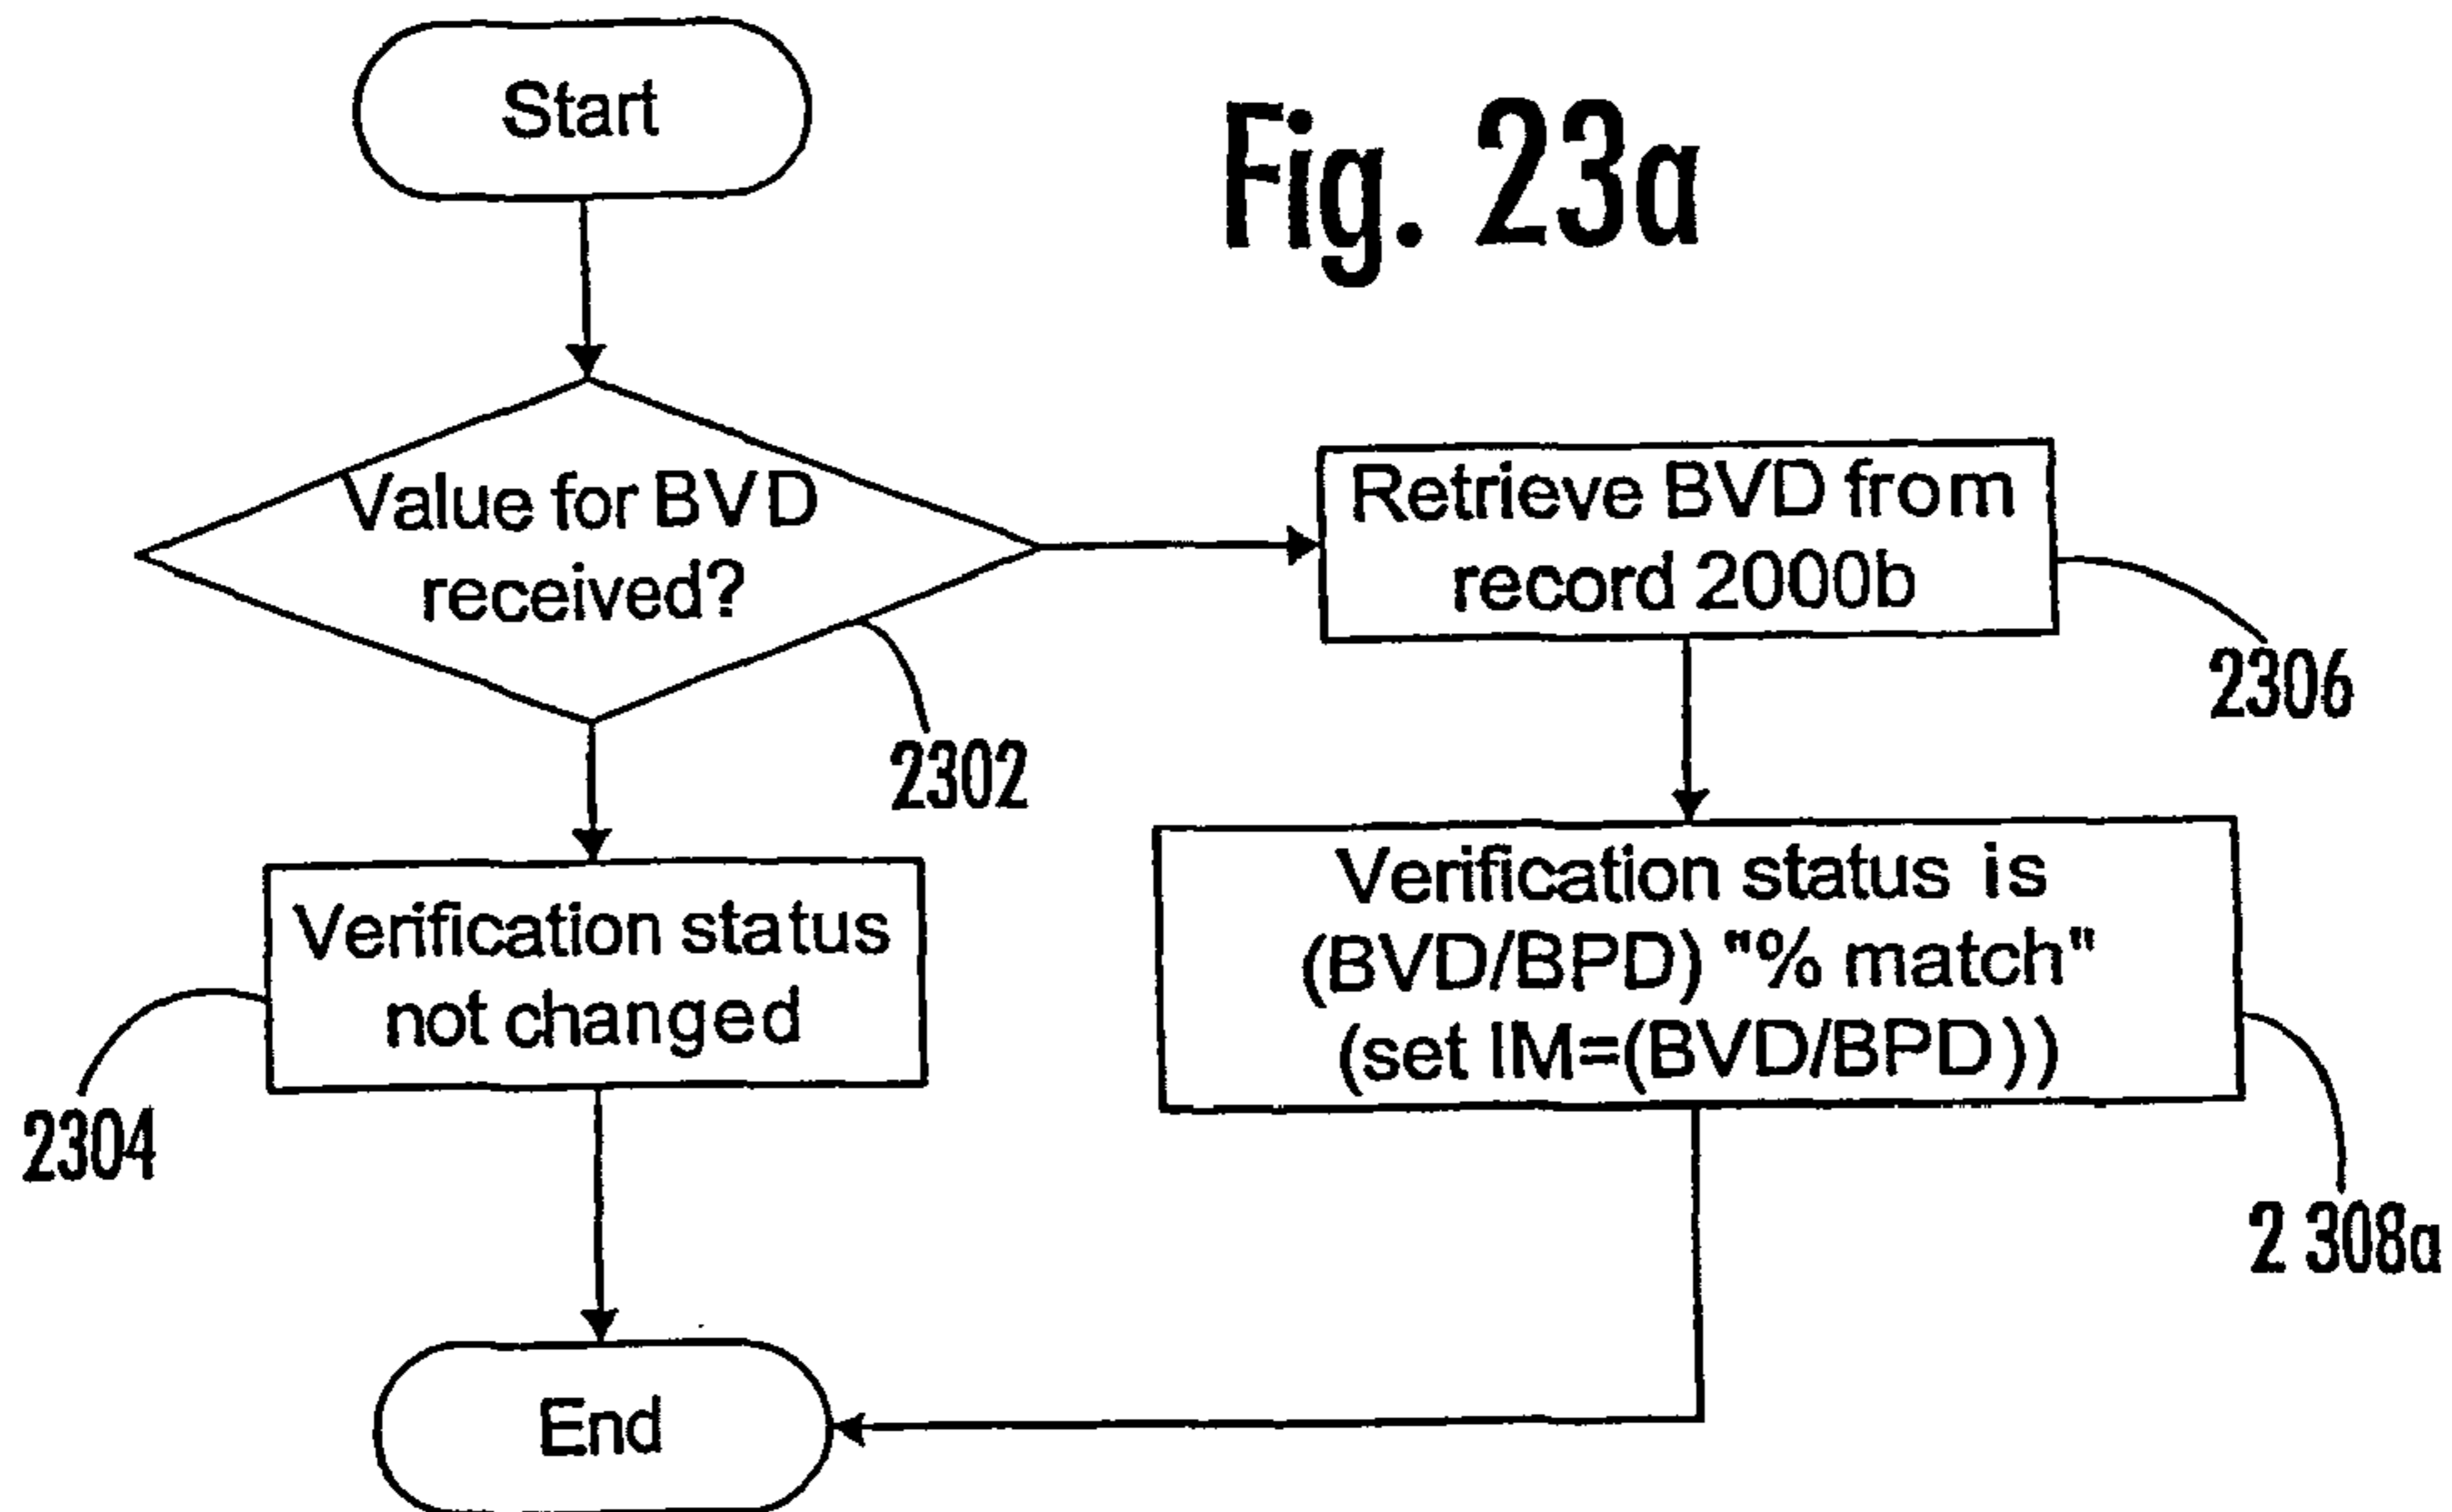 Start
Fig. 23a
Value for BVD
received?
2302
Retrieve BVD from
record 2000b
2306
Verification status
not changed
2304
Verification status is
(BVD/BPD) "% match"
(set IM=(BVD/BPD))
2 308a
End